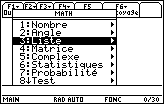 F1 F2 F3 F4 F5 F6
MATH
1:Nombre
2:Angle
3:Liste
4:Matrice
5:Complexe
6:Statistiques
7:Probabilité
8:Test
MAIN RAD AUTO FONC 0/30